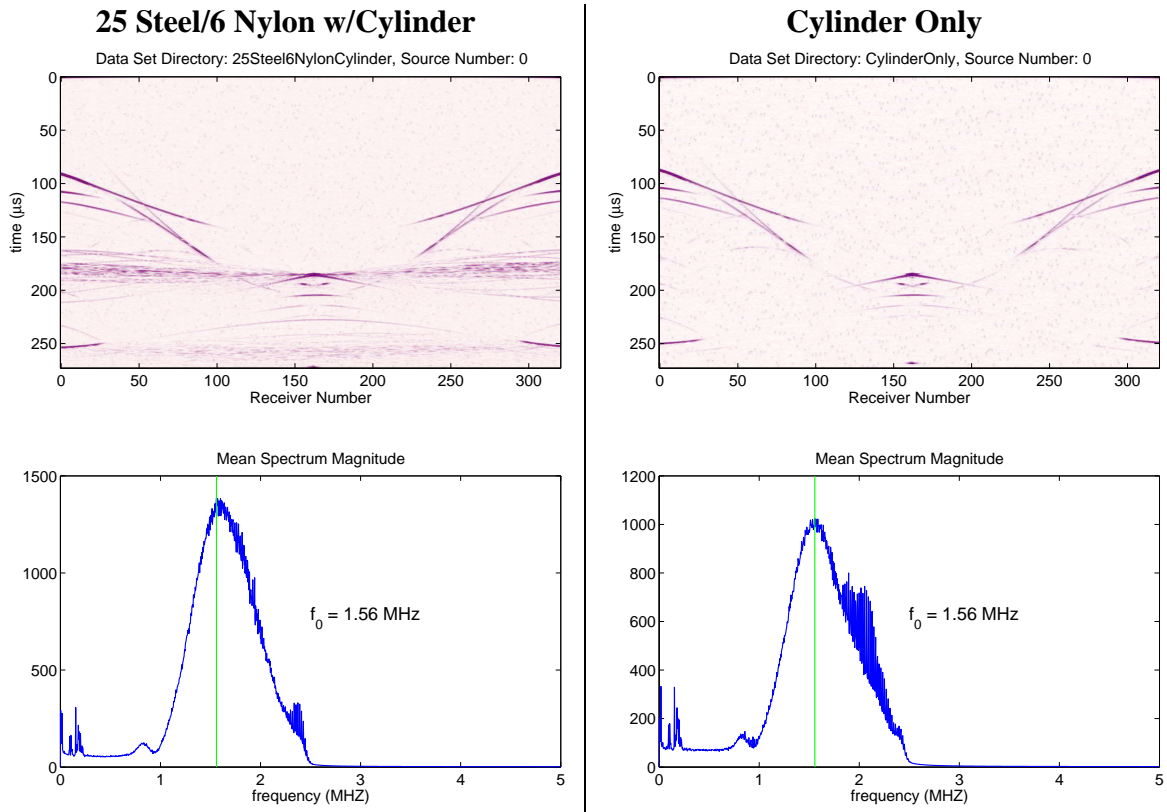 25 Steel/6 Nylon w/Cylinder
Data Set Directory: 25Steel6NylonCylinder, Source Number: 0
0
50
100
150
200
250
time (µs)
0 50 100 150 200 250 300
Receiver Number
Mean Spectrum Magnitude
1500
1000
500
0
f_0 = 1.56 MHz
0 1 2 3 4 5
frequency (MHZ)
Cylinder Only
Data Set Directory: CylinderOnly, Source Number: 0
0
50
100
150
200
250
time (µs)
0 50 100 150 200 250 300
Receiver Number
Mean Spectrum Magnitude
1200
1000
800
600
400
200
0
f_0 = 1.56 MHz
0 1 2 3 4 5
frequency (MHZ)